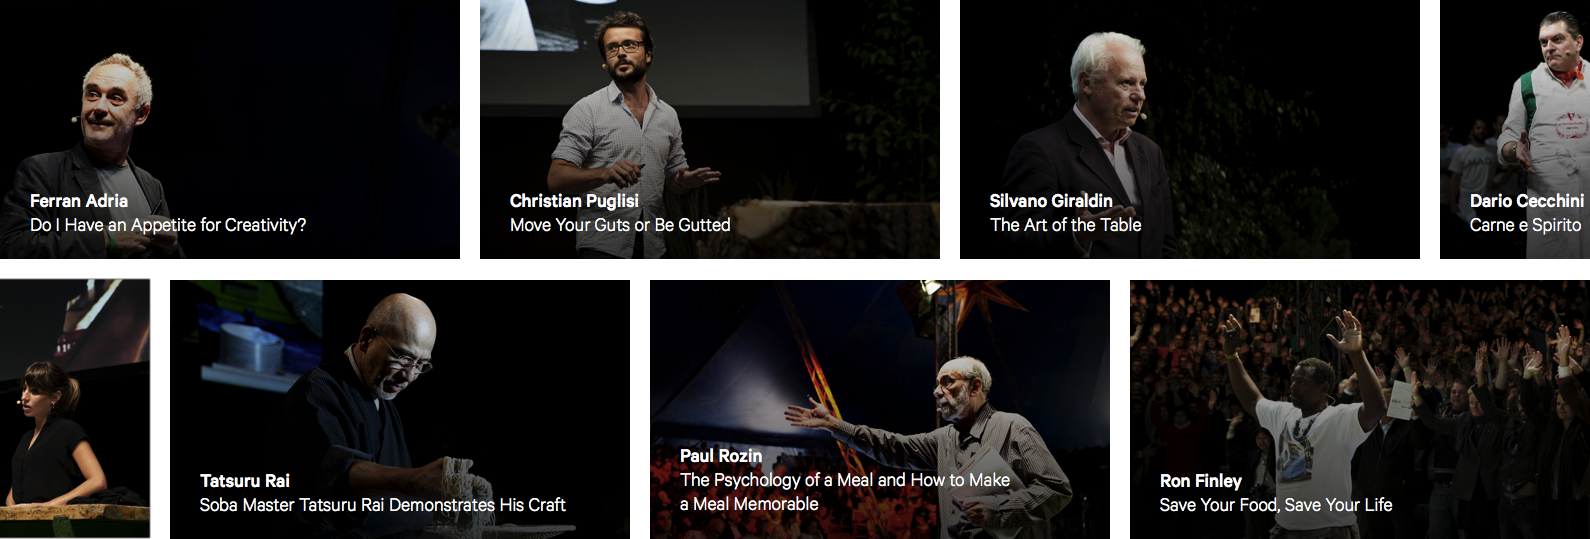 Ferran Adria
Do I Have an Appetite for Creativity?
Christian Puglisi
Move Your Guts or Be Gutted
Silvano Giraldin
The Art of the Table
Dario Cecchini
Carne e Spirito
Tatsuru Rai
Soba Master Tatsuru Rai Demonstrates His Craft
Paul Rozin
The Psychology of a Meal and How to Make
a Meal Memorable
Ron Finley
Save Your Food, Save Your Life